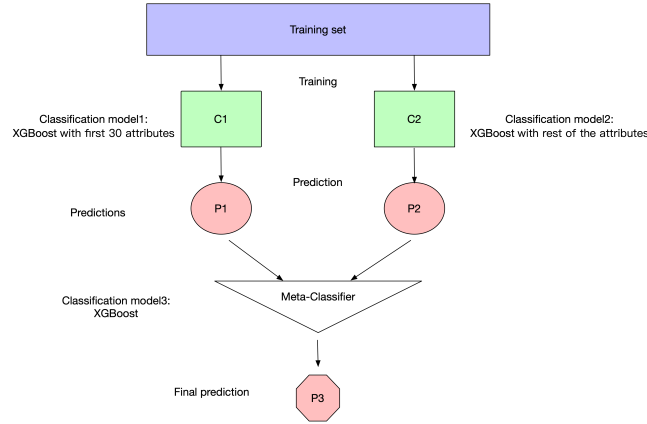 Training set
Training
Classification model1:
XGBoost with first 30 attributes
C1
C2
Classification model2:
XGBoost with rest of the attributes
Prediction
Predictions
P1
P2
Classification model3:
XGBoost
Meta-Classifier
Final prediction
P3